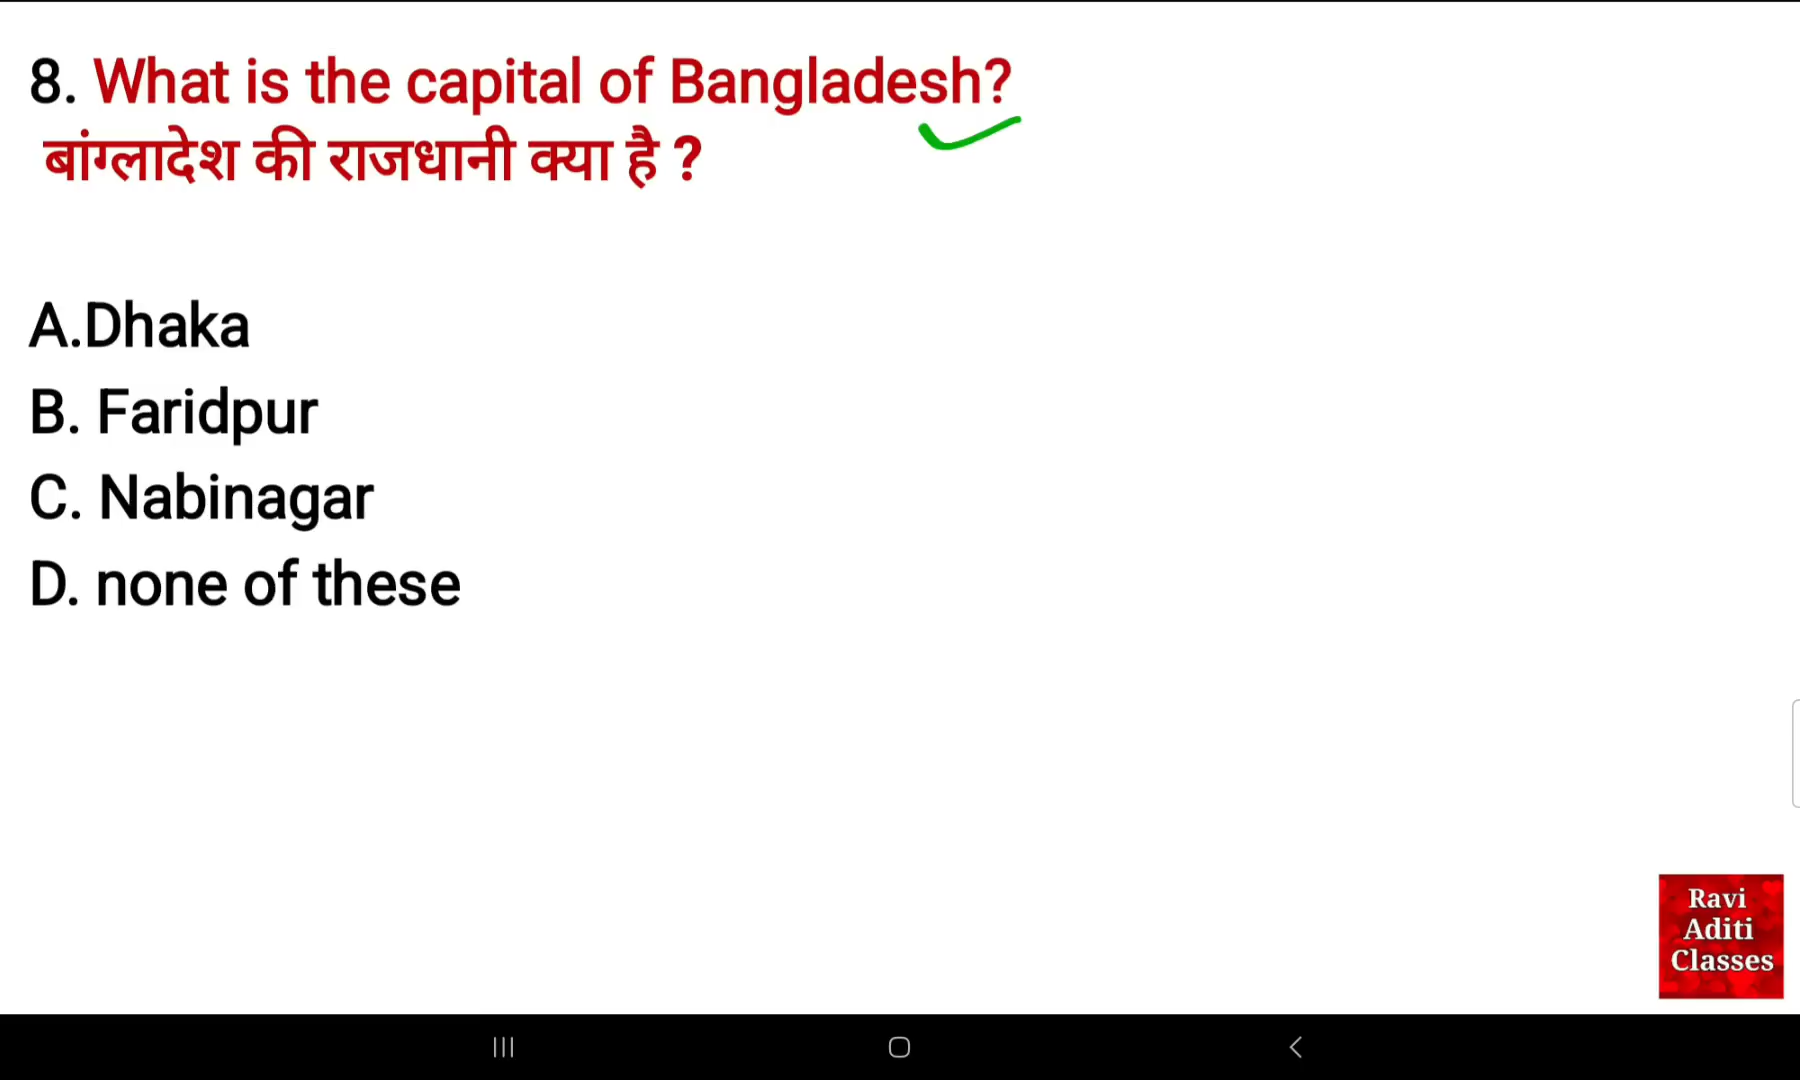 8. What is the capital of Bangladesh?
बांग्लादेश की राजधानी क्या है ?
A.Dhaka
B. Faridpur
C. Nabinagar
D. none of these
Ravi
Aditi
Classes